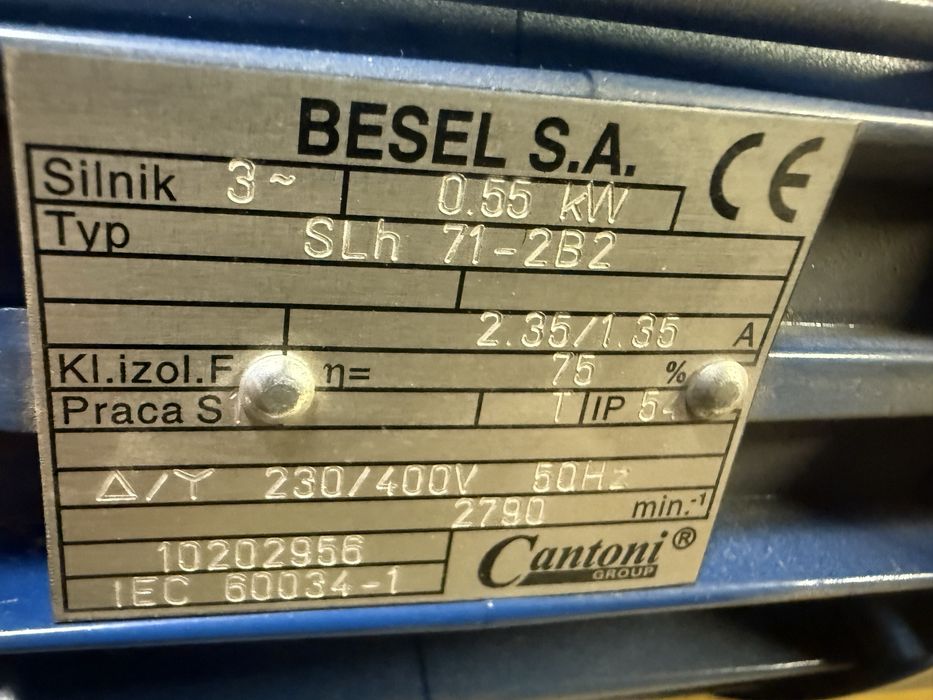 BESEL S.A.
CE
Silnik 3~ 0.55 kW
Typ SLh 71-2B2
2.35/1.35 A
Kl.izol.F η= 75 %
Praca S1 IP
Δ/Y 230/400V 50Hz
2790 min.-1
10202956
IEC 60034-1
Cantoni®
GROUP